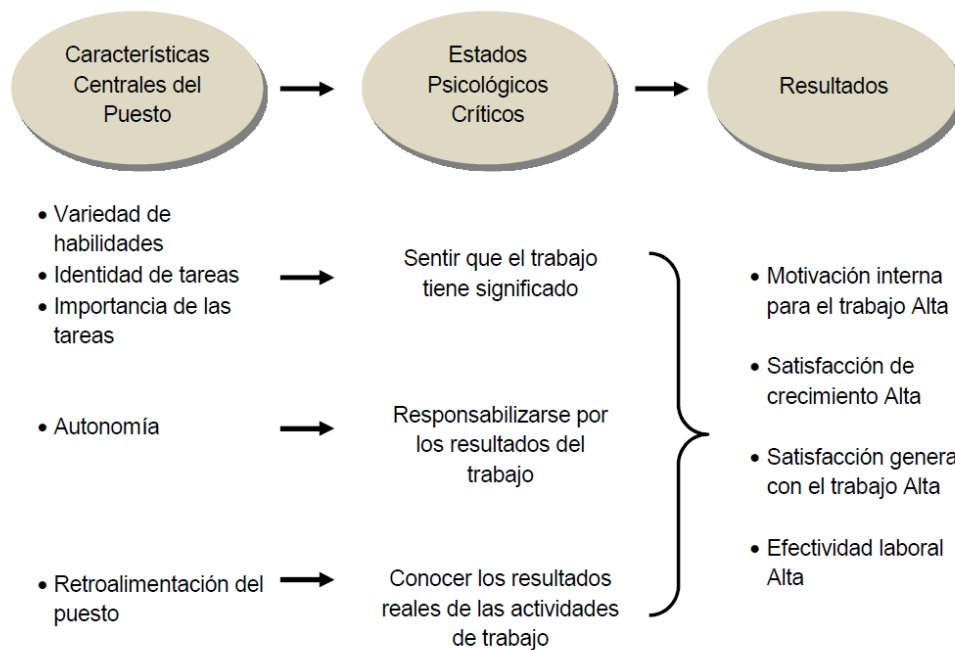 Características
Centrales del
Puesto
Estados
Psicológicos
Críticos
Resultados
• Variedad de
habilidades
• Identidad de tareas
• Importancia de las
tareas
Sentir que el trabajo
tiene significado
• Autonomía
Responsabilizarse por
los resultados del
trabajo
• Retroalimentación del
puesto
Conocer los resultados
reales de las actividades
de trabajo
• Motivación interna
para el trabajo Alta
• Satisfacción de
crecimiento Alta
• Satisfacción genera
con el trabajo Alta
• Efectividad laboral
Alta